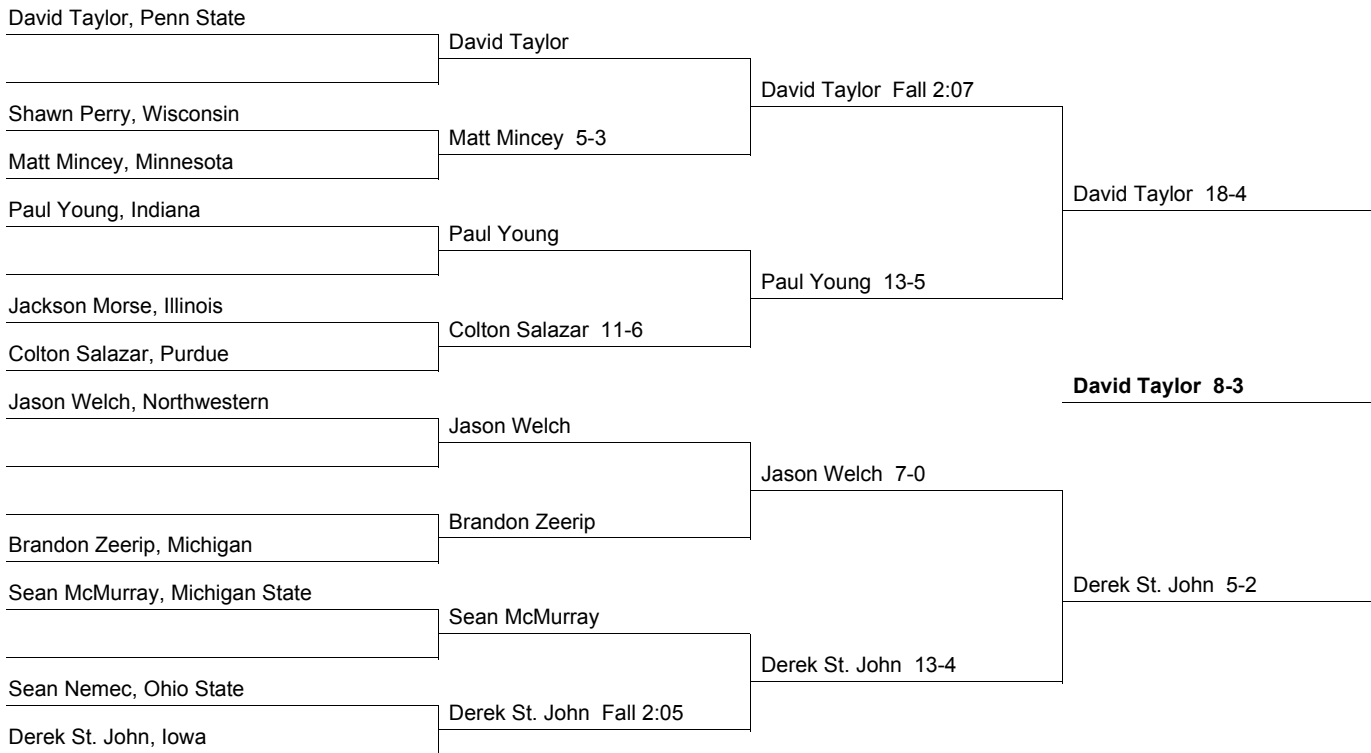 David Taylor, Penn State
David Taylor
David Taylor Fall 2:07
Shawn Perry, Wisconsin
Matt Mincey 5-3
Matt Mincey, Minnesota
David Taylor 18-4
Paul Young, Indiana
Paul Young
Paul Young 13-5
Jackson Morse, Illinois
Colton Salazar 11-6
Colton Salazar, Purdue
David Taylor 8-3
Jason Welch, Northwestern
Jason Welch
Jason Welch 7-0
Brandon Zeerip
Brandon Zeerip, Michigan
Derek St. John 5-2
Sean McMurray, Michigan State
Sean McMurray
Derek St. John 13-4
Sean Nemec, Ohio State
Derek St. John Fall 2:05
Derek St. John, Iowa